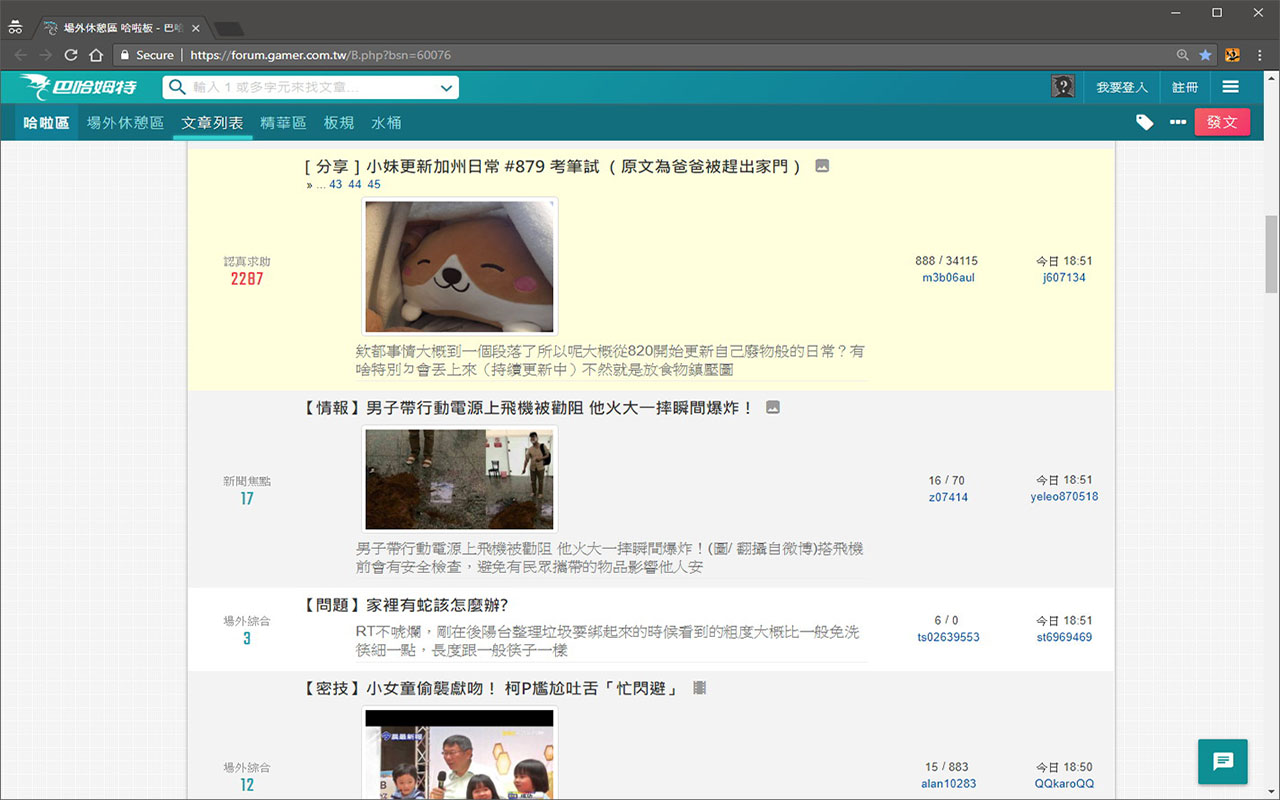 場外休憩區 哈啦板 - 巴哈
Secure | https://forum.gamer.com.tw/B.php?bsn=60076
巴哈姆特
輸入 1 或多字元來找文章...
我要登入
註冊
哈啦區 場外休憩區 文章列表 精華區 板規 水桶
發文
[ 分享 ] 小妹更新加州日常 #879 考筆試 ( 原文為爸爸被趕出家門 )
» ... 43 44 45
認真求助
2287
888 / 34115
m3b06aul
今日 18:51
j607134
欸都事情大概到一個段落了所以呢大概從820開始更新自己廢物般的日常？有
啥特別ㄉ會丟上來（持續更新中）不然就是放食物鎮壓圖
【情報】男子帶行動電源上飛機被勸阻 他火大一摔瞬間爆炸！
新聞焦點
17
16 / 70
z07414
今日 18:51
yeleo870518
男子帶行動電源上飛機被勸阻 他火大一摔瞬間爆炸！(圖/ 翻攝自微博)搭飛機
前會有安全檢查，避免有民眾攜帶的物品影響他人安
【問題】家裡有蛇該怎麼辦?
場外綜合
3
RT不唬爛，剛在後陽台整理垃圾要綁起來的時候看到的粗度大概比一般免洗
筷細一點，長度跟一般筷子一樣
6 / 0
ts02639553
今日 18:51
st6969469
【密技】小女童偷襲獻吻！ 柯P尷尬吐舌「忙閃避」
場外綜合
12
15 / 883
alan10283
今日 18:50
QQkaroQQ